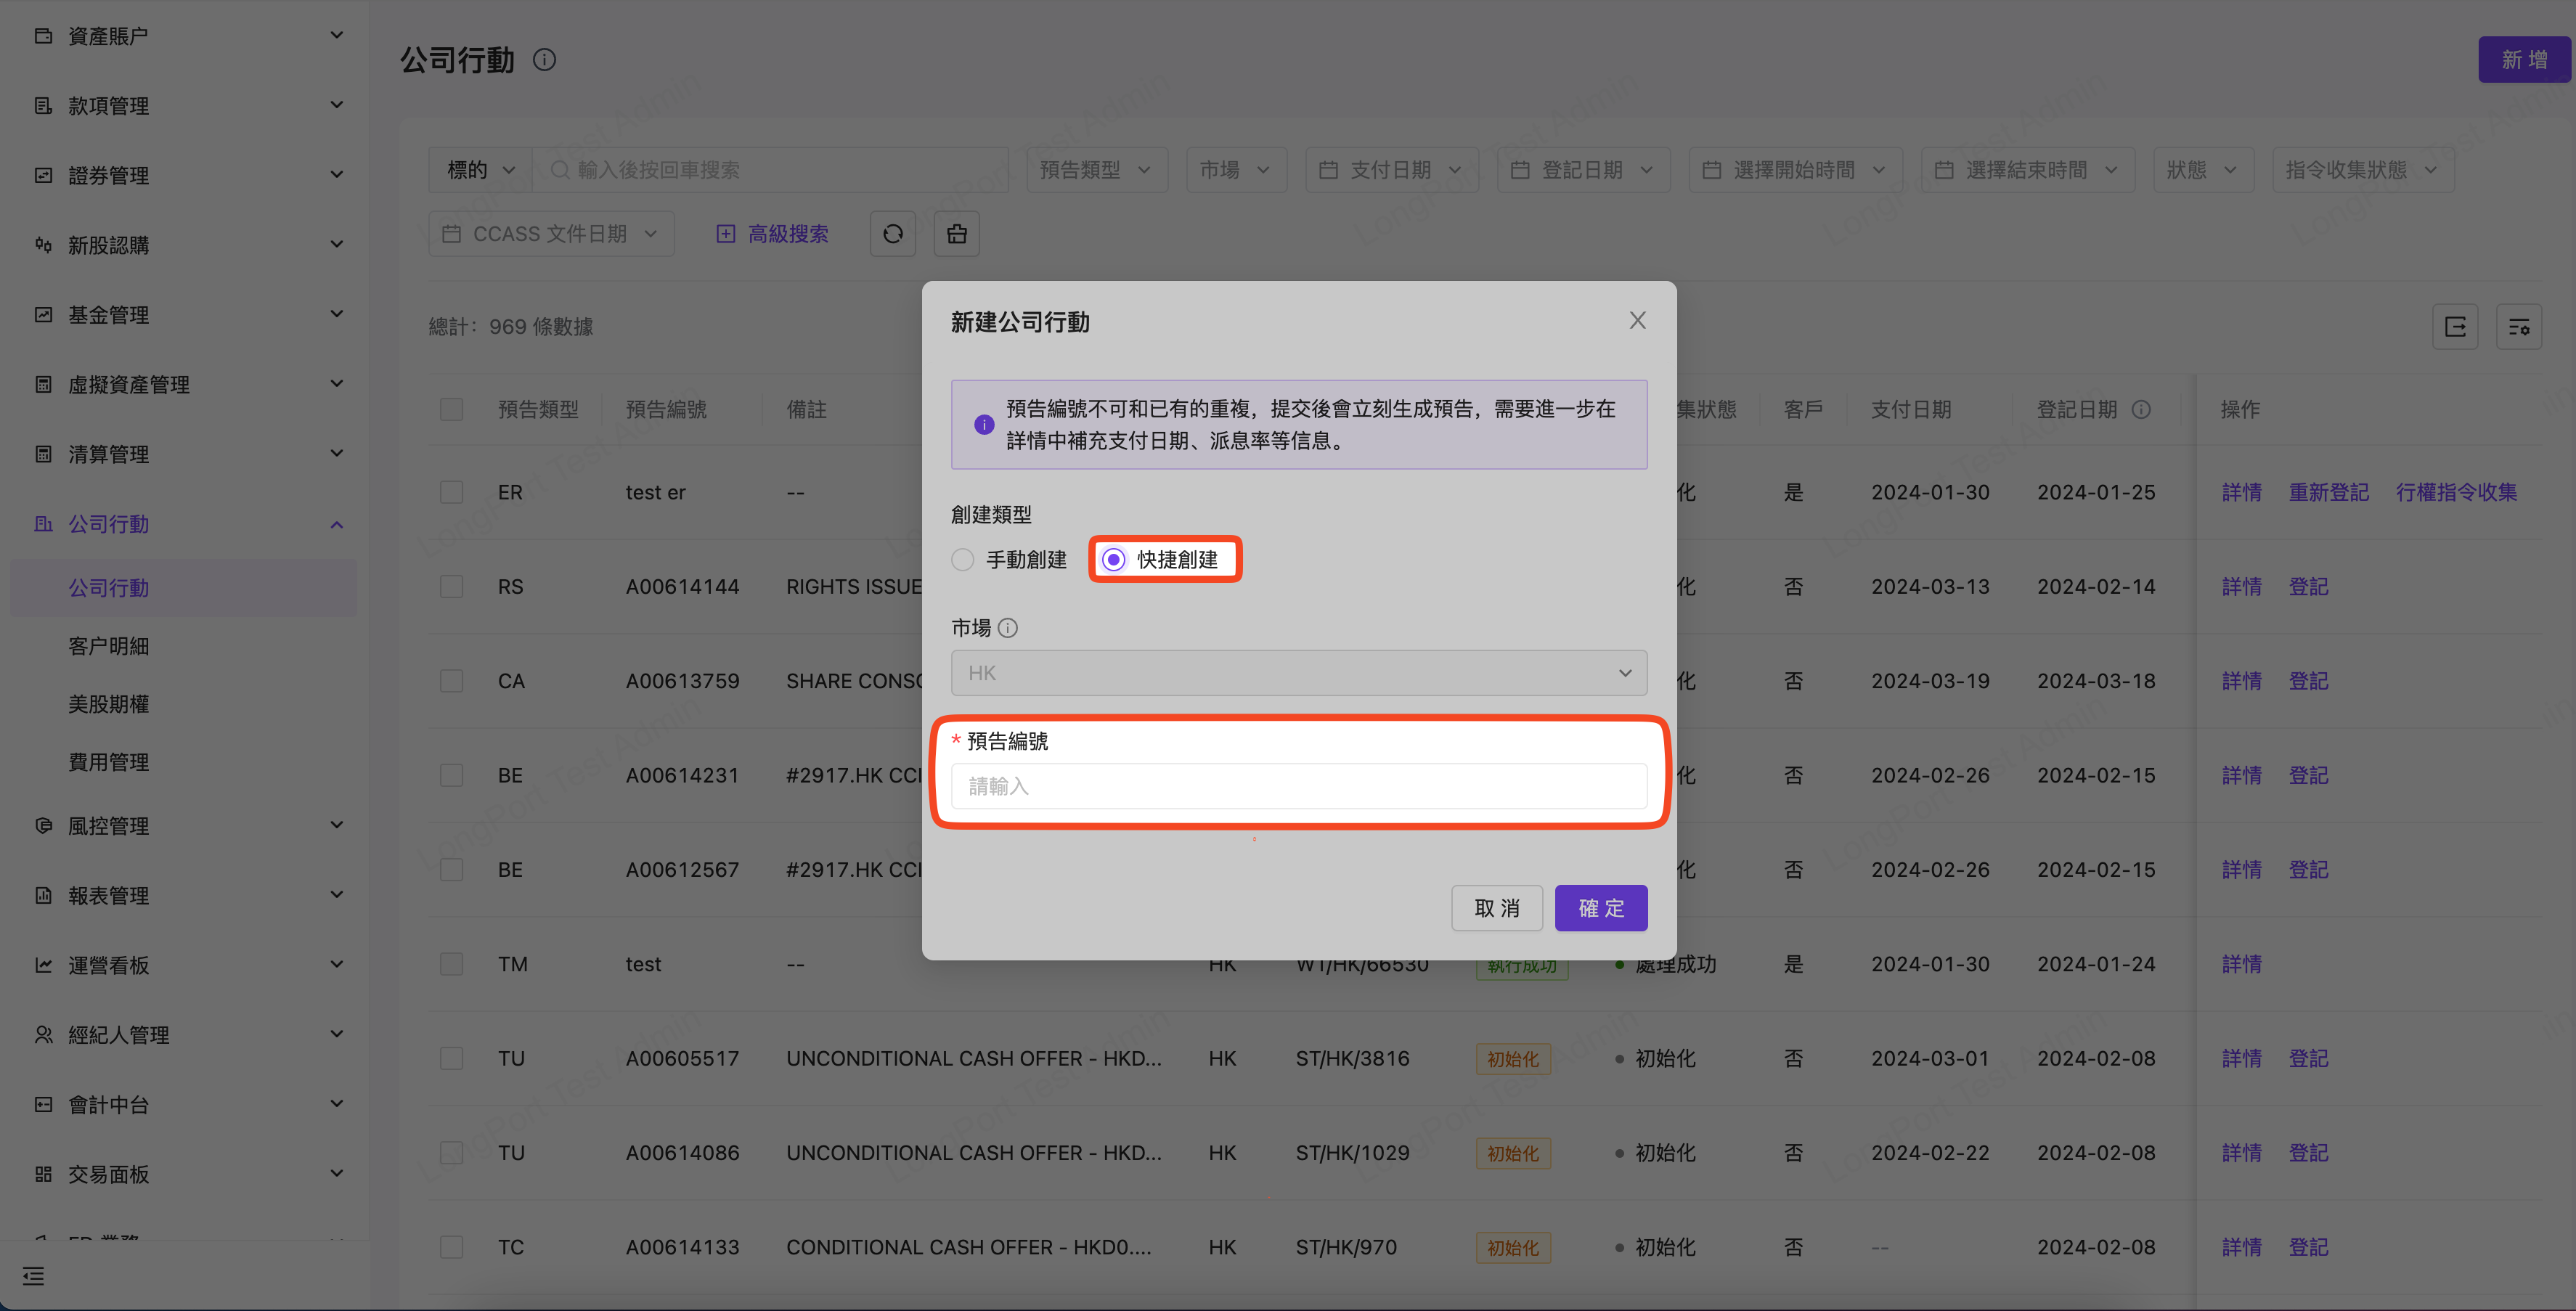 資產賬户
款項管理
證券管理
新股認購
基金管理
虛擬資產管理
清算管理
公司行動
公司行動
客户明細
美股期權
費用管理
風控管理
報表管理
運營看板
經紀人管理
會計中台
交易面板
公司行動
新 增
標的 輸入後按回車搜索 預告類型 市場 支付日期 登記日期 選擇開始時間 選擇結束時間 狀態 指令收集狀態
CCASS 文件日期 高級搜索
總計：969 條數據
預告類型 預告編號 備註 集狀態 客戶 支付日期 登記日期 操作
ER test er -- 化 是 2024-01-30 2024-01-25 詳情 重新登記 行權指令收集
RS A00614144 RIGHTS ISSUE 化 否 2024-03-13 2024-02-14 詳情 登記
CA A00613759 SHARE CONSO 化 否 2024-03-19 2024-03-18 詳情 登記
BE A00614231 #2917.HK CCI 化 否 2024-02-26 2024-02-15 詳情 登記
BE A00612567 #2917.HK CCI 化 否 2024-02-26 2024-02-15 詳情 登記
TM test -- HK WT/HK/66530 執行成功 處理成功 是 2024-01-30 2024-01-24 詳情
TU A00605517 UNCONDITIONAL CASH OFFER - HKD... HK ST/HK/3816 初始化 初始化 否 2024-03-01 2024-02-08 詳情 登記
TU A00614086 UNCONDITIONAL CASH OFFER - HKD... HK ST/HK/1029 初始化 初始化 否 2024-02-22 2024-02-08 詳情 登記
TC A00614133 CONDITIONAL CASH OFFER - HKD0.... HK ST/HK/970 初始化 初始化 否 -- 2024-02-08 詳情 登記
新建公司行動
預告編號不可和已有的重複，提交後會立刻生成預告，需要進一步在
詳情中補充支付日期、派息率等信息。
創建類型
手動創建 快捷創建
市場
HK
* 預告編號
請輸入
取 消 確 定
LongPort Test Admin